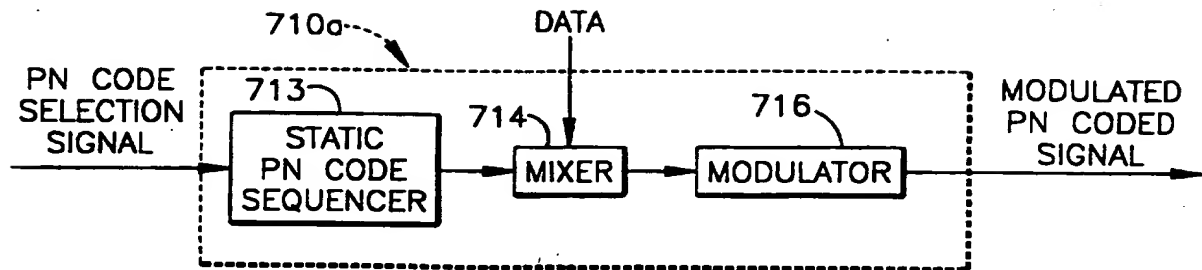 710a
DATA
PN CODE
SELECTION
SIGNAL
713
STATIC
PN CODE
SEQUENCER
714
MIXER
716
MODULATOR
MODULATED
PN CODED
SIGNAL